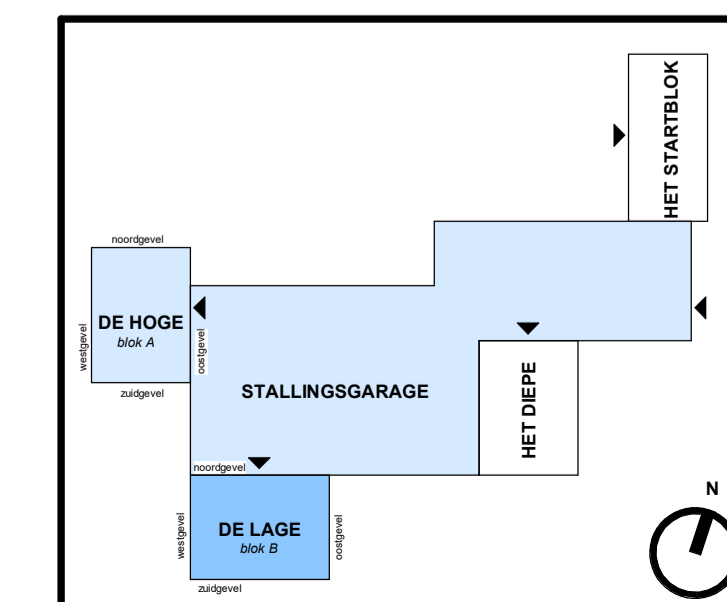 HET STARTBLOK
noordgevel
DE HOGE
blok A
westgevel
oostgevel
zuidgevel
STALLINGSGARAGE
HET DIEPE
noordgevel
DE LAGE
blok B
westgevel
oostgevel
zuidgevel
N